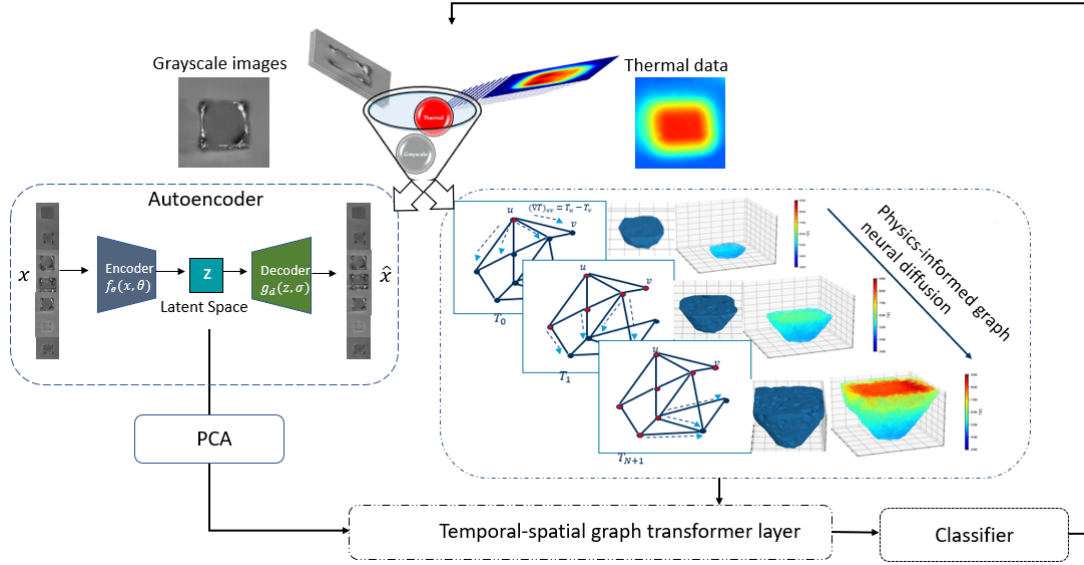 Grayscale images
Thermal data
Thermal
Grayscale
Autoencoder
x
Encoder
f_e(x, θ)
z
Latent Space
Decoder
g_d(z, σ)
x̂
PCA
u
(∇T)_{uv} = T_u − T_v
v
T_0
u
v
T_1
u
v
T_{N+1}
Physics-informed graph
neural diffusion
Temporal-spatial graph transformer layer
Classifier